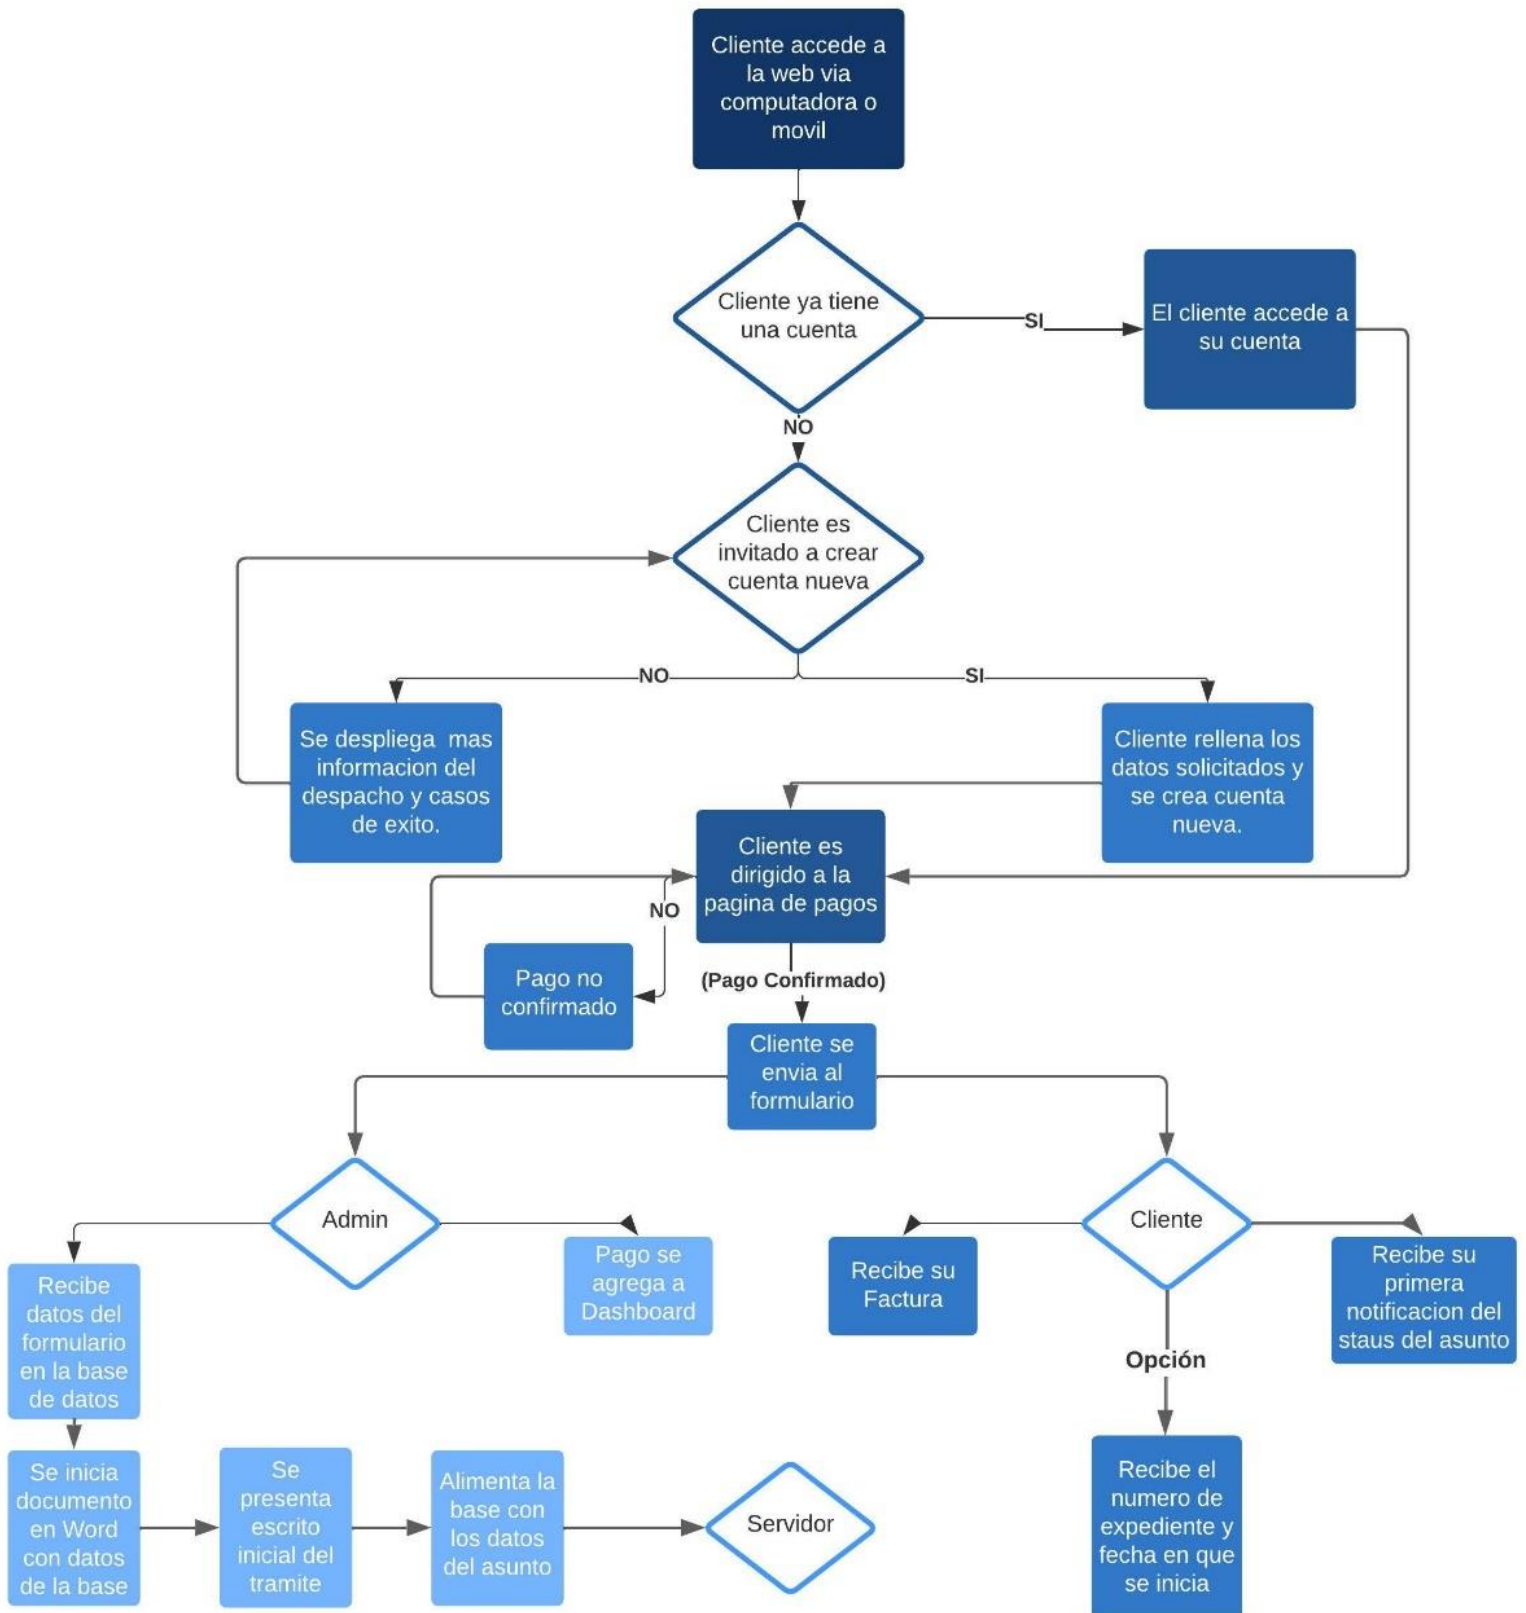 Cliente accede a
la web via
computadora o
movil
Cliente ya tiene
una cuenta
SI
El cliente accede a
su cuenta
NO
Cliente es
invitado a crear
cuenta nueva
NO
SI
Se despliega mas
informacion del
despacho y casos
de exito.
Cliente rellena los
datos solicitados y
se crea cuenta
nueva.
Cliente es
dirigido a la
pagina de pagos
NO
Pago no
confirmado
(Pago Confirmado)
Cliente se
envia al
formulario
Admin
Cliente
Recibe
datos del
formulario
en la base
de datos
Pago se
agrega a
Dashboard
Recibe su
Factura
Recibe su
primera
notificacion del
staus del asunto
Opción
Se inicia
documento
en Word
con datos
de la base
Se
presenta
escrito
inicial del
tramite
Alimenta la
base con
los datos
del asunto
Servidor
Recibe el
numero de
expediente y
fecha en que
se inicia